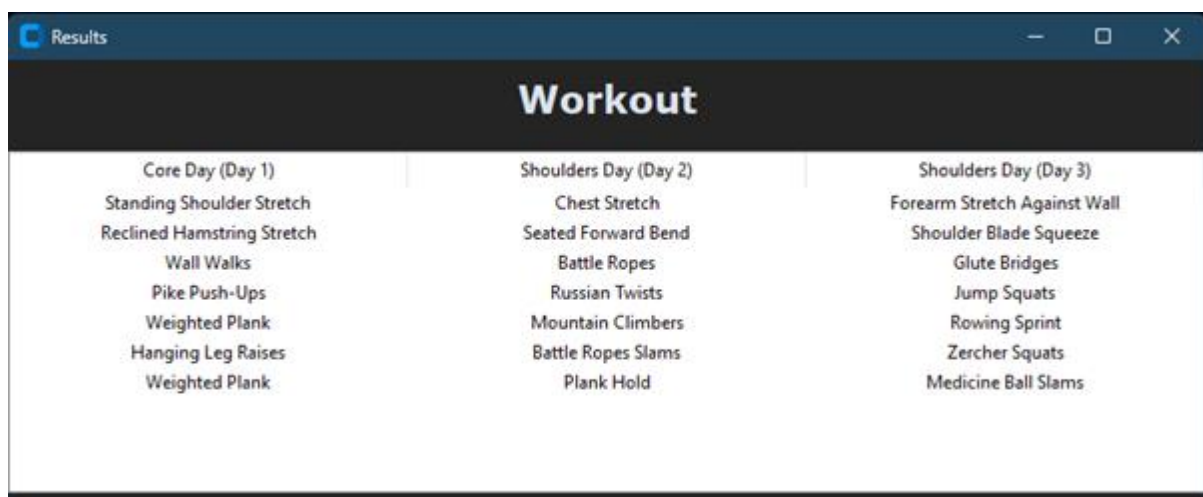 Results
Workout
Core Day (Day 1) Shoulders Day (Day 2) Shoulders Day (Day 3)
Standing Shoulder Stretch Chest Stretch Forearm Stretch Against Wall
Reclined Hamstring Stretch Seated Forward Bend Shoulder Blade Squeeze
Wall Walks Battle Ropes Glute Bridges
Pike Push-Ups Russian Twists Jump Squats
Weighted Plank Mountain Climbers Rowing Sprint
Hanging Leg Raises Battle Ropes Slams Zercher Squats
Weighted Plank Plank Hold Medicine Ball Slams